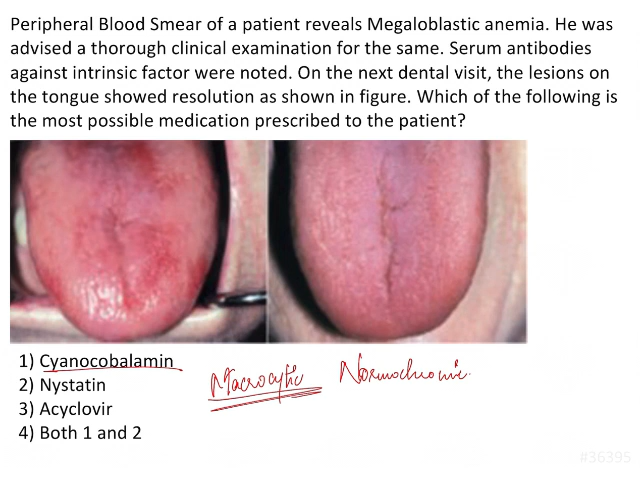 Peripheral Blood Smear of a patient reveals Megaloblastic anemia. He was
advised a thorough clinical examination for the same. Serum antibodies
against intrinsic factor were noted. On the next dental visit, the lesions on
the tongue showed resolution as shown in figure. Which of the following is
the most possible medication prescribed to the patient?
1) Cyanocobalamin
2) Nystatin
3) Acyclovir
4) Both 1 and 2
Macrocytic Normochromic.
#36395